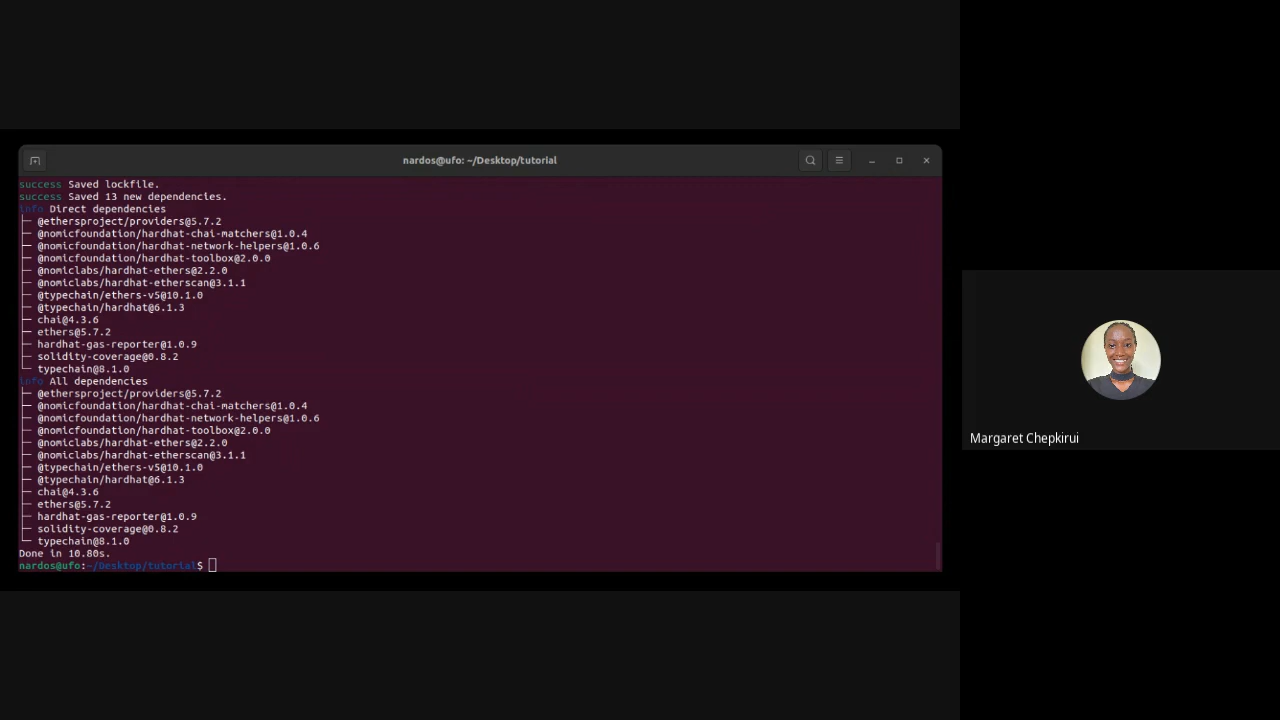 nardos@ufo: ~/Desktop/tutorial
success Saved lockfile.
success Saved 13 new dependencies.
info Direct dependencies
├─ @ethersproject/providers@5.7.2
├─ @nomicfoundation/hardhat-chai-matchers@1.0.4
├─ @nomicfoundation/hardhat-network-helpers@1.0.6
├─ @nomicfoundation/hardhat-toolbox@2.0.0
├─ @nomiclabs/hardhat-ethers@2.2.0
├─ @nomiclabs/hardhat-etherscan@3.1.1
├─ @typechain/ethers-v5@10.1.0
├─ @typechain/hardhat@6.1.3
├─ chai@4.3.6
├─ ethers@5.7.2
├─ hardhat-gas-reporter@1.0.9
├─ solidity-coverage@0.8.2
└─ typechain@8.1.0
info All dependencies
├─ @ethersproject/providers@5.7.2
├─ @nomicfoundation/hardhat-chai-matchers@1.0.4
├─ @nomicfoundation/hardhat-network-helpers@1.0.6
├─ @nomicfoundation/hardhat-toolbox@2.0.0
├─ @nomiclabs/hardhat-ethers@2.2.0
├─ @nomiclabs/hardhat-etherscan@3.1.1
├─ @typechain/ethers-v5@10.1.0
├─ @typechain/hardhat@6.1.3
├─ chai@4.3.6
├─ ethers@5.7.2
├─ hardhat-gas-reporter@1.0.9
├─ solidity-coverage@0.8.2
└─ typechain@8.1.0
Done in 10.80s.
nardos@ufo:~/Desktop/tutorial$
Margaret Chepkirui